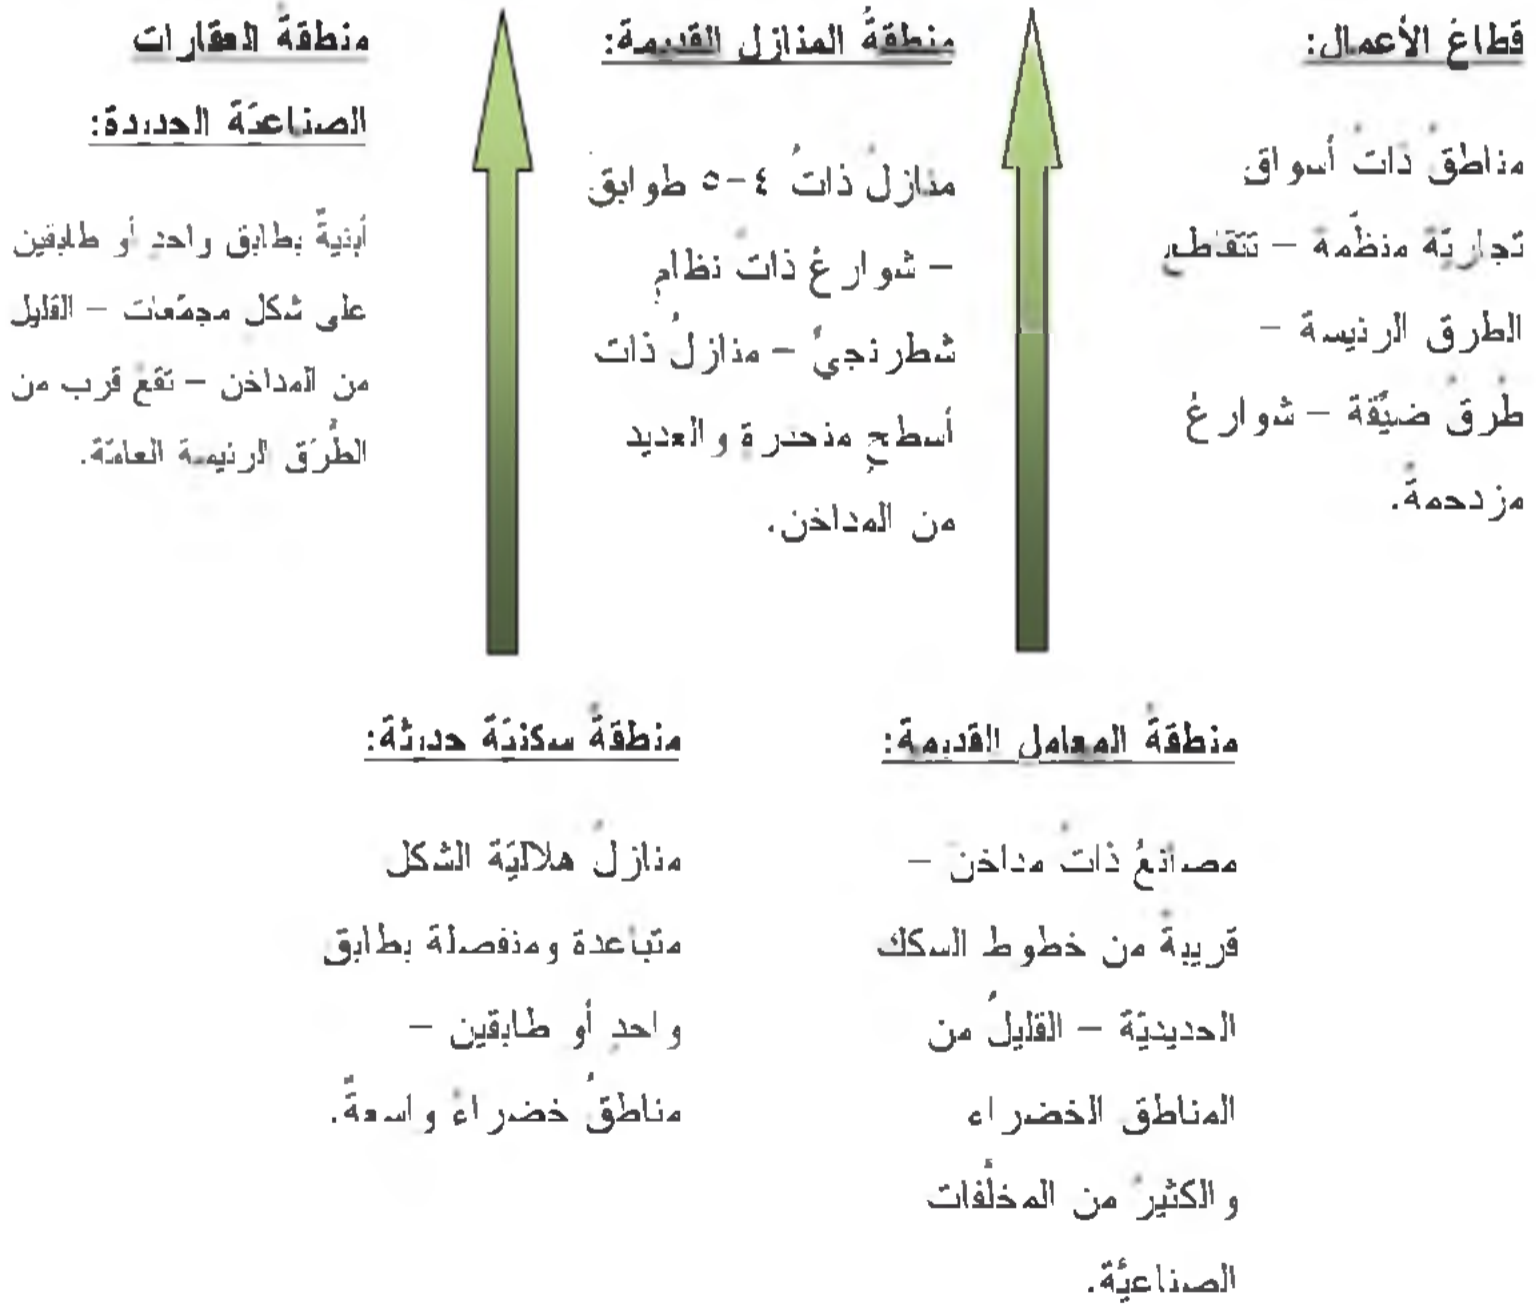 قطاعُ الأعمال:
مناطقُ ذاتُ أسواق
تجاريّة منظّمة – تتقاطع
الطرق الرئيسة –
طُرقٌ ضيّقة – شوارعُ
مزدحمةٌ.
منطقةُ المنازل القديمة:
منازلُ ذاتُ ٤-٥ طوابقَ
– شوارعُ ذاتُ نظامٍ
شطرنجيٍّ – منازلُ ذات
أسطحٍ منحدرة والعديد
من المداخن.
منطقةُ العقارات
الصناعيّة الجديدة:
أبنيةٌ بطابق واحدٍ أو طابقين
على شكل مجمّعات – القليل
من المداخن – تقعُ قرب من
الطُّرَق الرئيسة العامّة.
منطقةُ المعامل القديمة:
مصانعُ ذاتُ مداخنَ –
قريبةٌ من خطوط السكك
الحديديّة – القليلُ من
المناطق الخضراء
والكثيرُ من المخلَّفات
الصناعيَّة.
منطقةٌ سكنيّة حديثة:
منازلُ هلاليّة الشكل
متباعدة ومنفصلة بطابق
واحدٍ أو طابقين –
مناطقُ خضراءُ واسعةٌ.